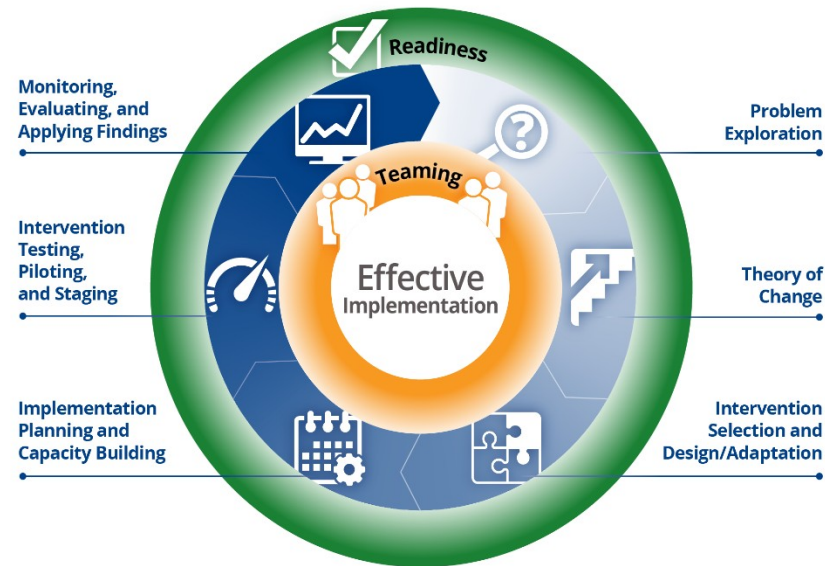 Readiness
Monitoring,
Evaluating, and
Applying Findings
Problem
Exploration
?
Teaming
Intervention
Testing,
Piloting,
and Staging
Effective
Implementation
Theory of
Change
Implementation
Planning and
Capacity Building
Intervention
Selection and
Design/Adaptation